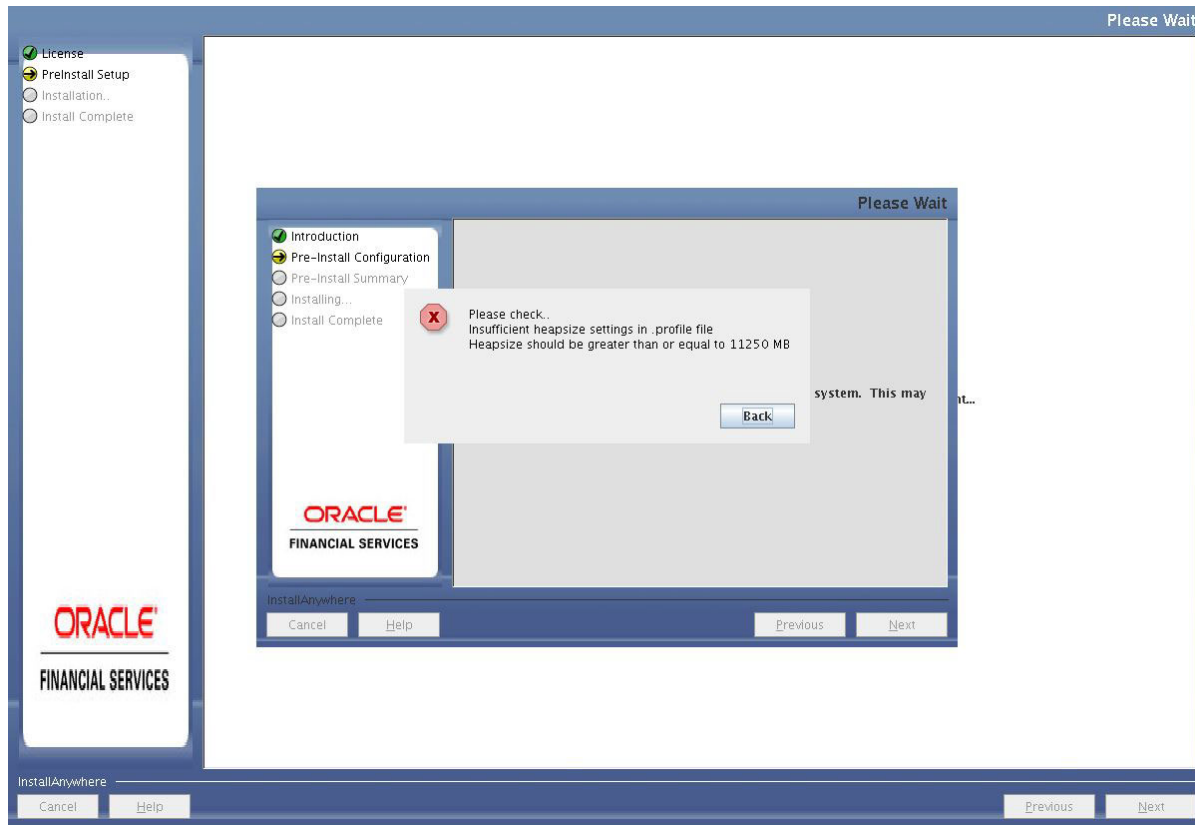 Please Wait
License
PreInstall Setup
Installation..
Install Complete
Please Wait
Introduction
Pre-Install Configuration
Pre-Install Summary
Installing...
Install Complete
Please check..
Insufficient heapsize settings in .profile file
Heapsize should be greater than or equal to 11250 MB
system. This may
nt...
Back
ORACLE
FINANCIAL SERVICES
InstallAnywhere
Cancel Help Previous Next
ORACLE
FINANCIAL SERVICES
InstallAnywhere
Cancel Help Previous Next